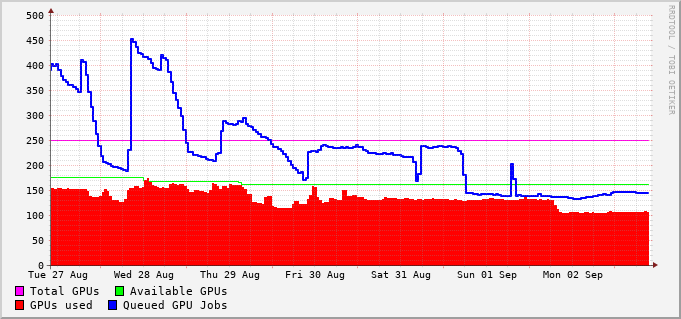 500
450
400
350
300
250
200
150
100
50
0
Tue 27 Aug Wed 28 Aug Thu 29 Aug Fri 30 Aug Sat 31 Aug Sun 01 Sep Mon 02 Sep
Total GPUs Available GPUs
GPUs used Queued GPU Jobs
RRDTOOL / TOBI OETIKER